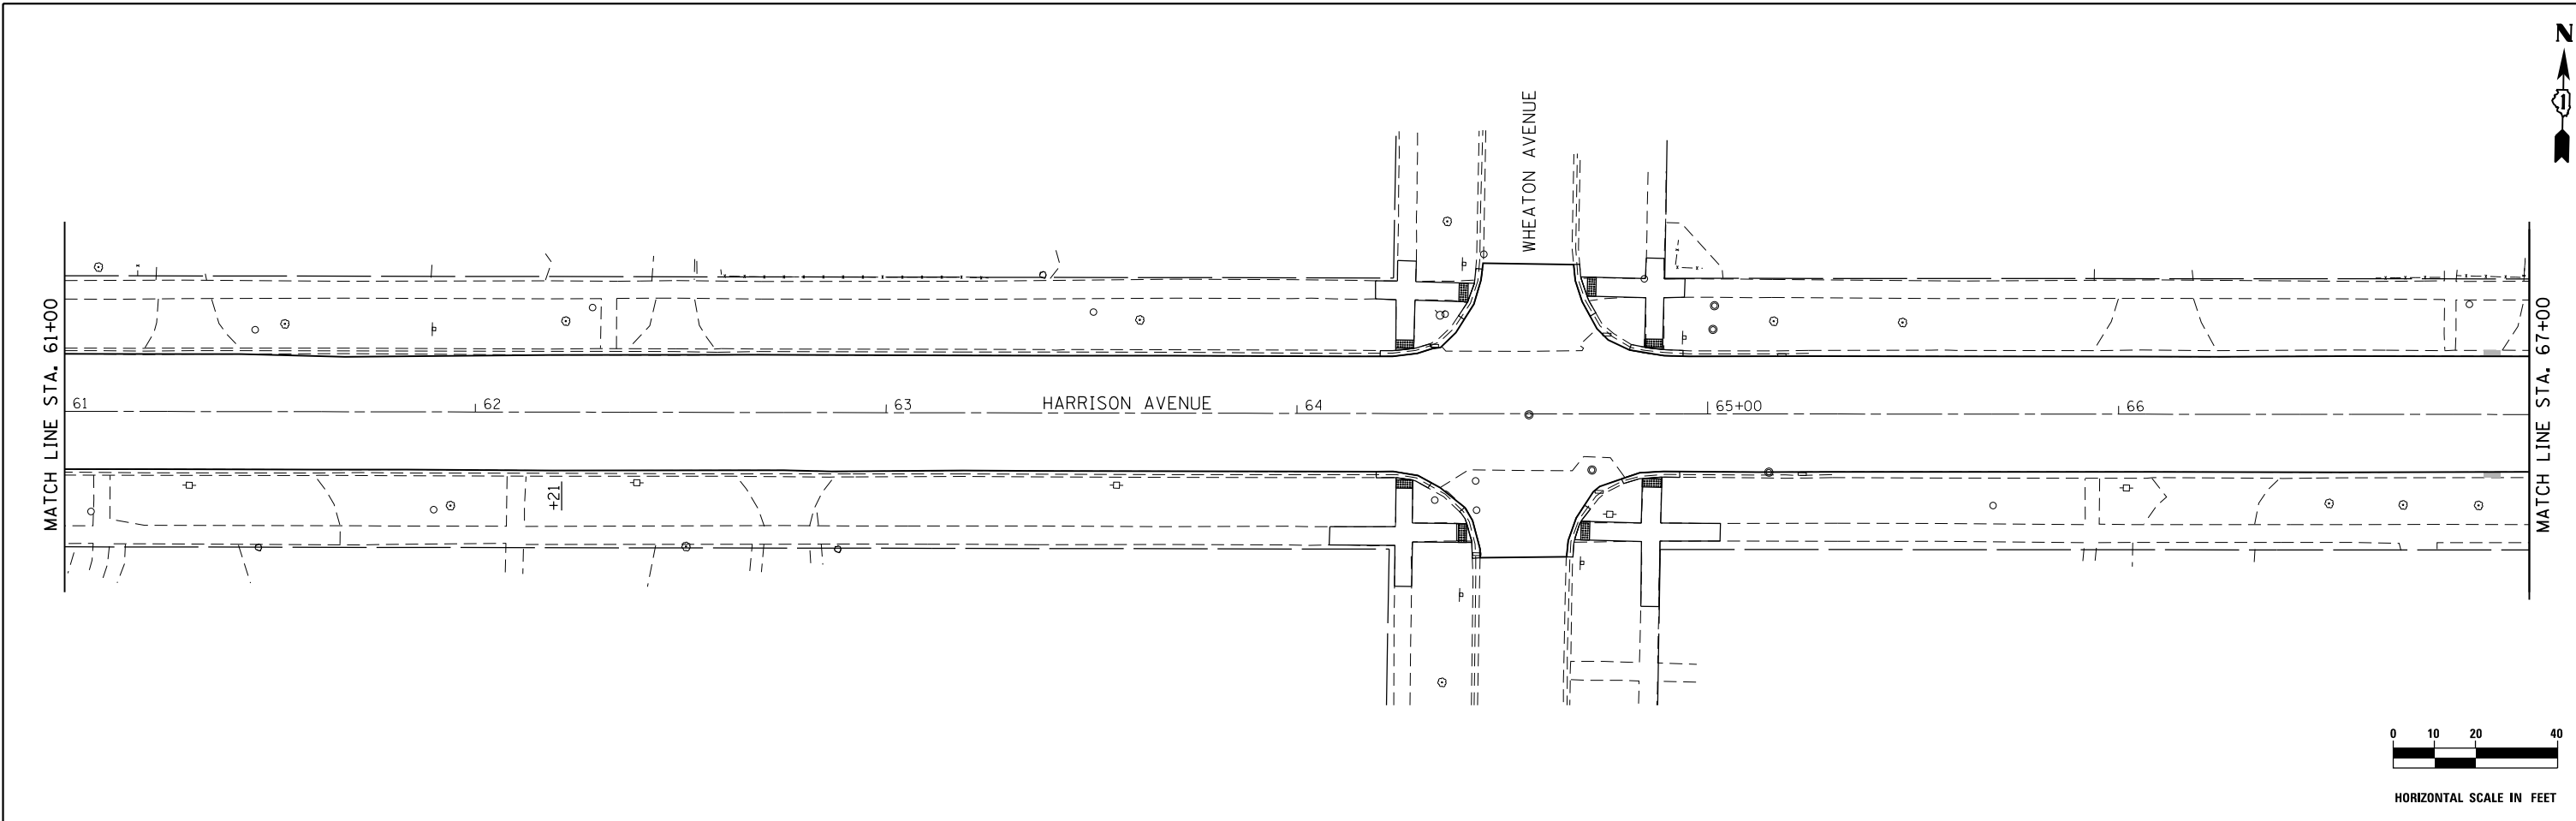 N
1
WHEATON AVENUE
MATCH LINE STA. 61+00
MATCH LINE STA. 67+00
61 62 63 HARRISON AVENUE 64 65+00 66
+21
0 10 20 40
HORIZONTAL SCALE IN FEET